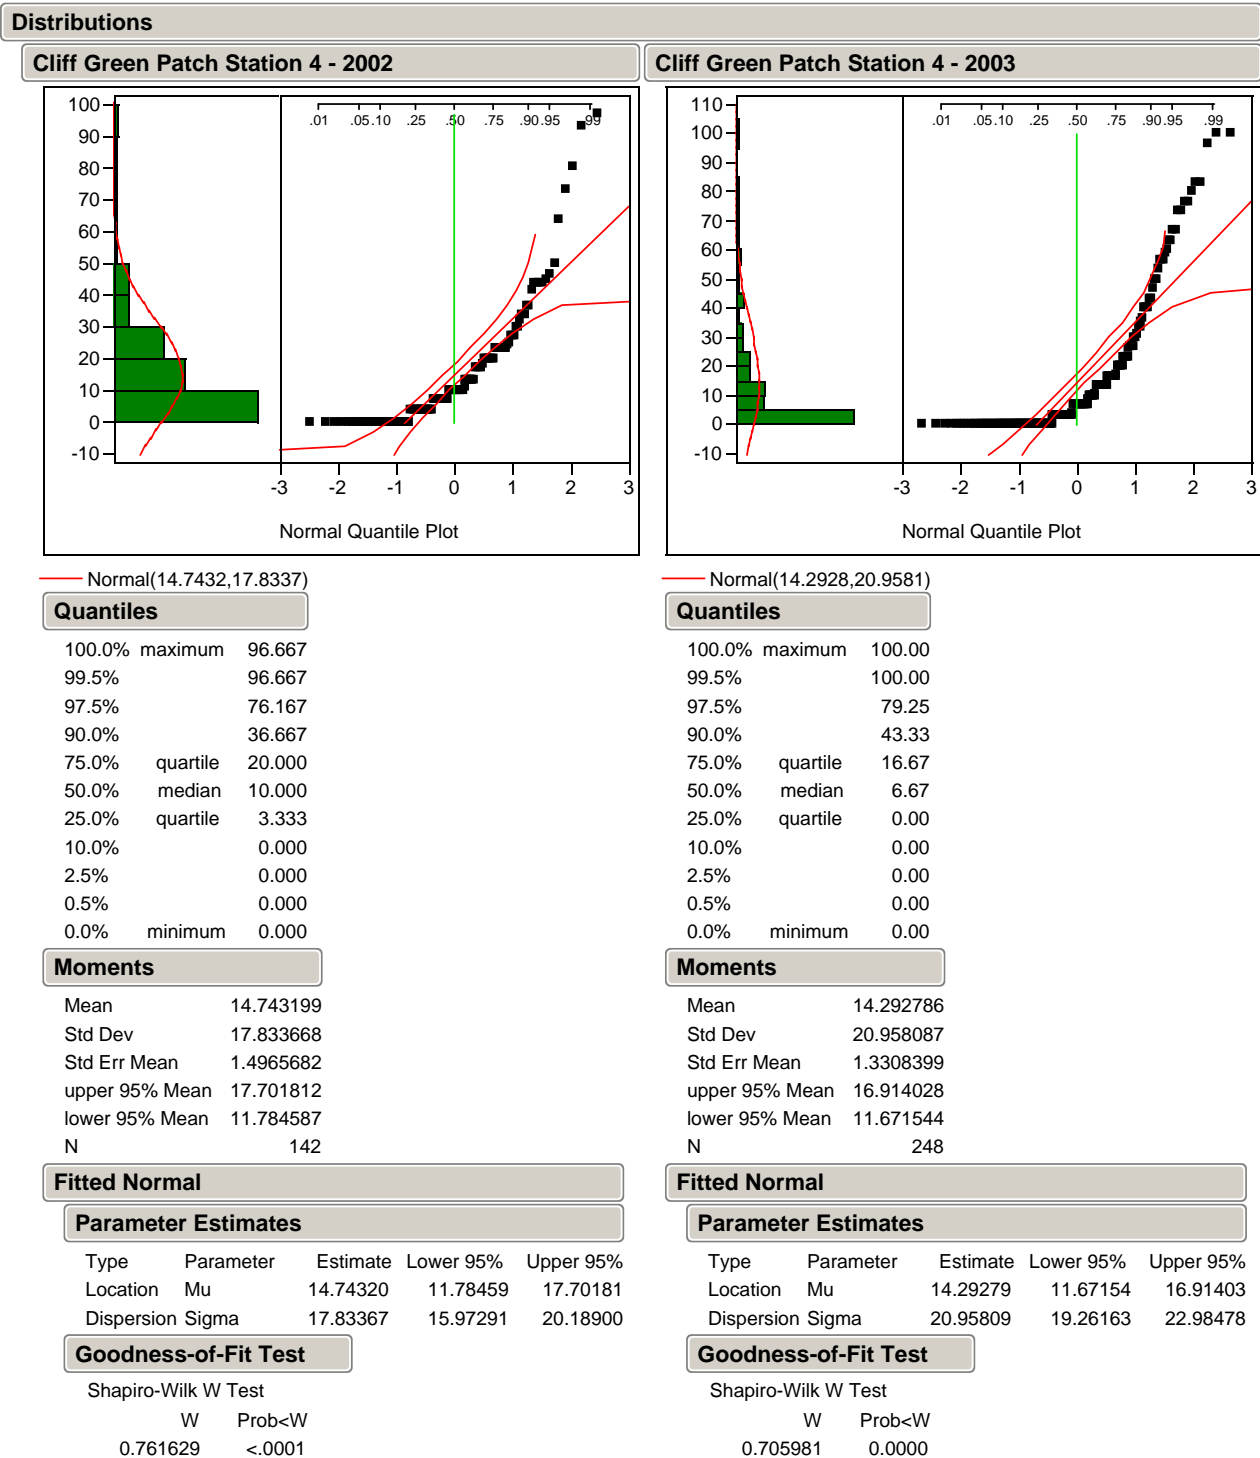 Distributions
Cliff Green Patch Station 4 - 2002
100
90
80
70
60
50
40
30
20
10
0
-10
.01 .05 .10 .25 .50 .75 .90 .95 .99
-3 -2 -1 0 1 2 3
Normal Quantile Plot
Normal(14.7432,17.8337)
Quantiles
100.0% maximum 96.667
99.5% 96.667
97.5% 76.167
90.0% 36.667
75.0% quartile 20.000
50.0% median 10.000
25.0% quartile 3.333
10.0% 0.000
2.5% 0.000
0.5% 0.000
0.0% minimum 0.000
Moments
Mean 14.743199
Std Dev 17.833668
Std Err Mean 1.4965682
upper 95% Mean 17.701812
lower 95% Mean 11.784587
N 142
Fitted Normal
Parameter Estimates
Type Parameter Estimate Lower 95% Upper 95%
Location Mu 14.74320 11.78459 17.70181
Dispersion Sigma 17.83367 15.97291 20.18900
Goodness-of-Fit Test
Shapiro-Wilk W Test
W Prob<W
0.761629 <.0001
Cliff Green Patch Station 4 - 2003
110
100
90
80
70
60
50
40
30
20
10
0
-10
.01 .05 .10 .25 .50 .75 .90 .95 .99
-3 -2 -1 0 1 2 3
Normal Quantile Plot
Normal(14.2928,20.9581)
Quantiles
100.0% maximum 100.00
99.5% 100.00
97.5% 79.25
90.0% 43.33
75.0% quartile 16.67
50.0% median 6.67
25.0% quartile 0.00
10.0% 0.00
2.5% 0.00
0.5% 0.00
0.0% minimum 0.00
Moments
Mean 14.292786
Std Dev 20.958087
Std Err Mean 1.3308399
upper 95% Mean 16.914028
lower 95% Mean 11.671544
N 248
Fitted Normal
Parameter Estimates
Type Parameter Estimate Lower 95% Upper 95%
Location Mu 14.29279 11.67154 16.91403
Dispersion Sigma 20.95809 19.26163 22.98478
Goodness-of-Fit Test
Shapiro-Wilk W Test
W Prob<W
0.705981 0.0000